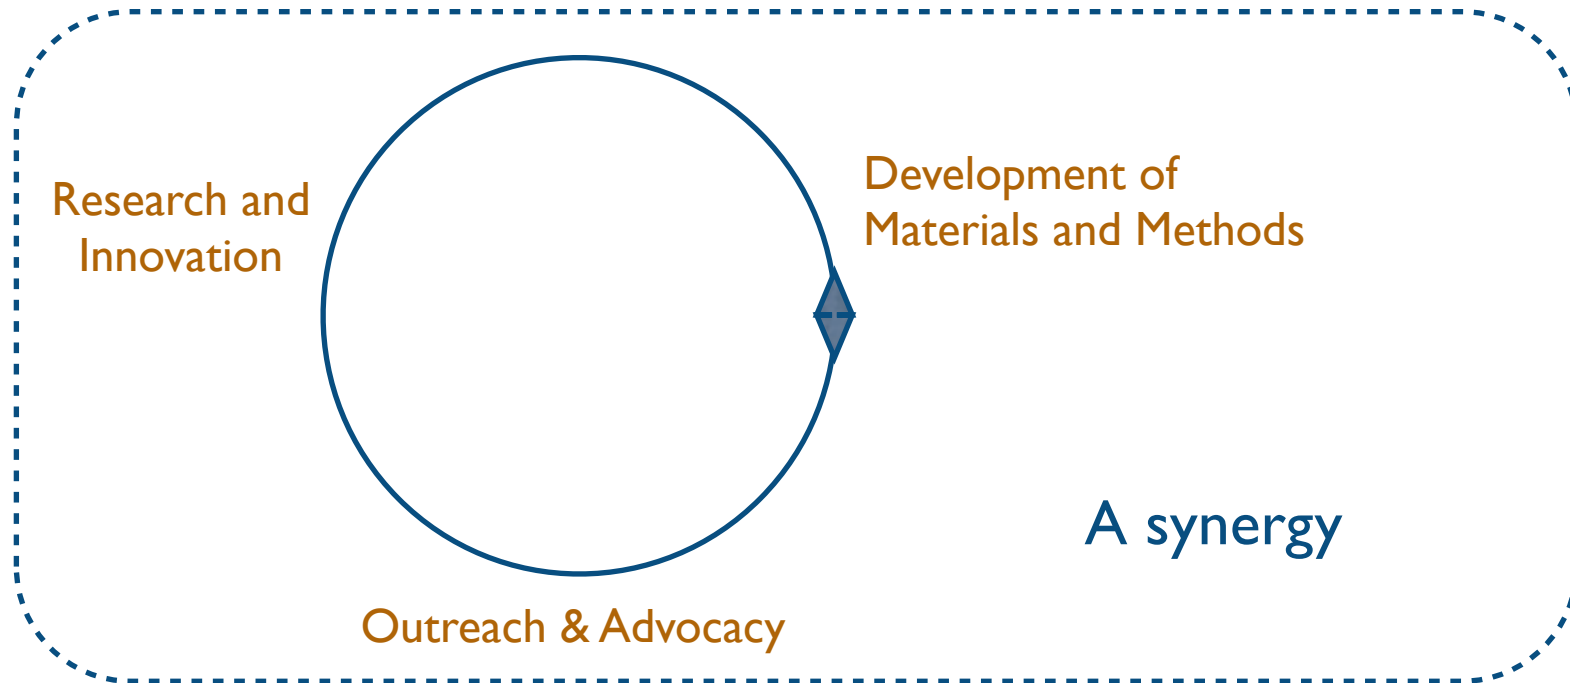 Research and
Innovation
Development of
Materials and Methods
A synergy
Outreach & Advocacy